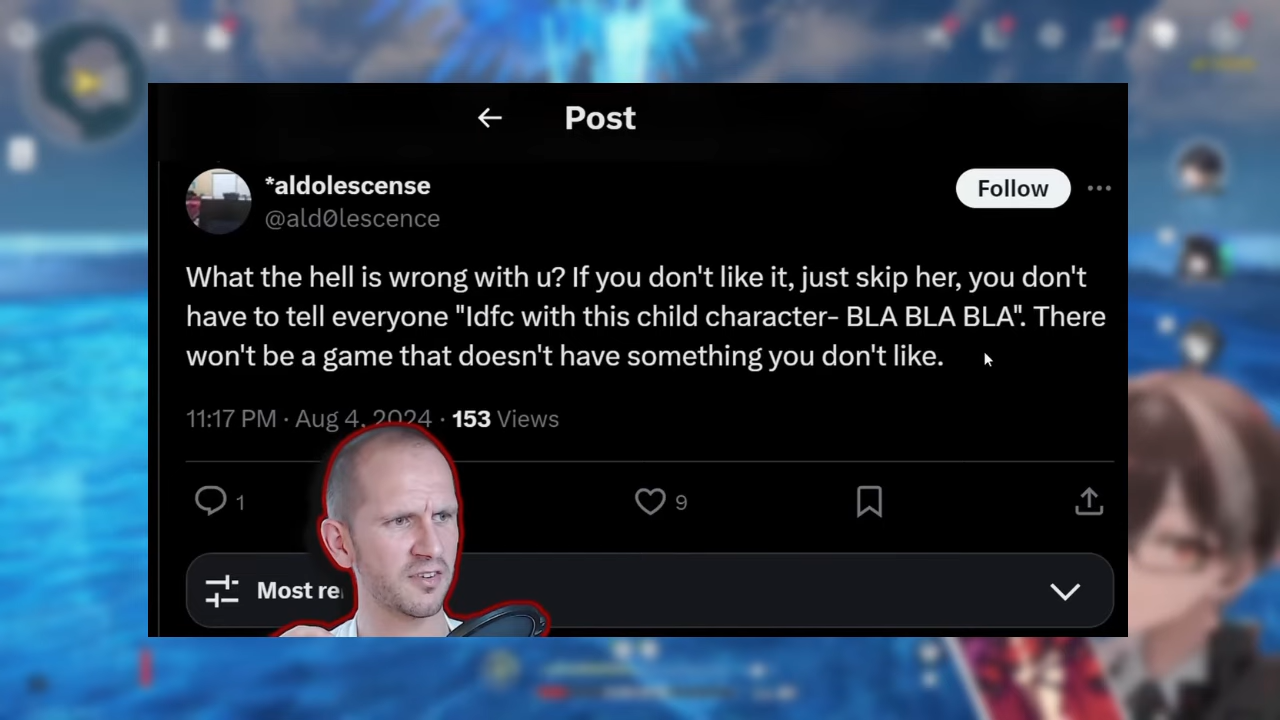 Post
*aldolescense
@ald0lescence
Follow
What the hell is wrong with u? If you don't like it, just skip her, you don't
have to tell everyone "Idfc with this child character- BLA BLA BLA". There
won't be a game that doesn't have something you don't like.
11:17 PM · Aug 4, 2024 · 153 Views
1
9
Most re